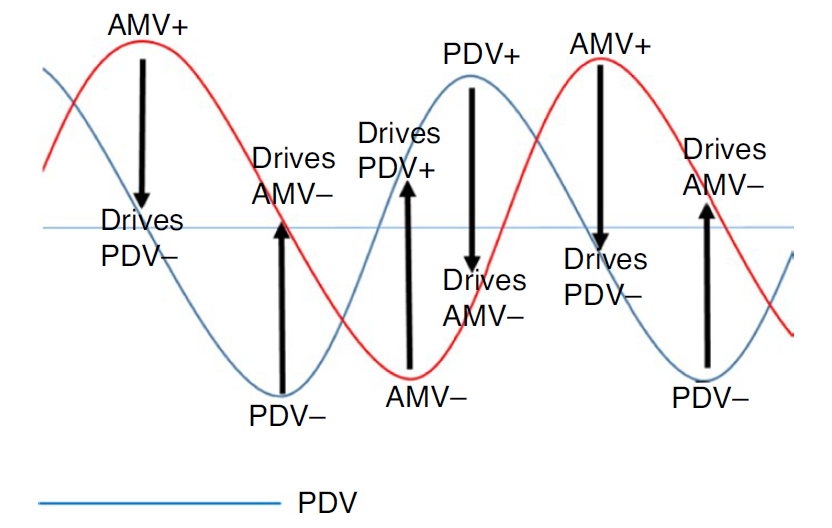 AMV+
Drives
PDV–
Drives
AMV–
PDV–
Drives
PDV+
AMV–
PDV+
Drives
AMV–
AMV+
Drives
PDV–
Drives
AMV–
PDV–
PDV